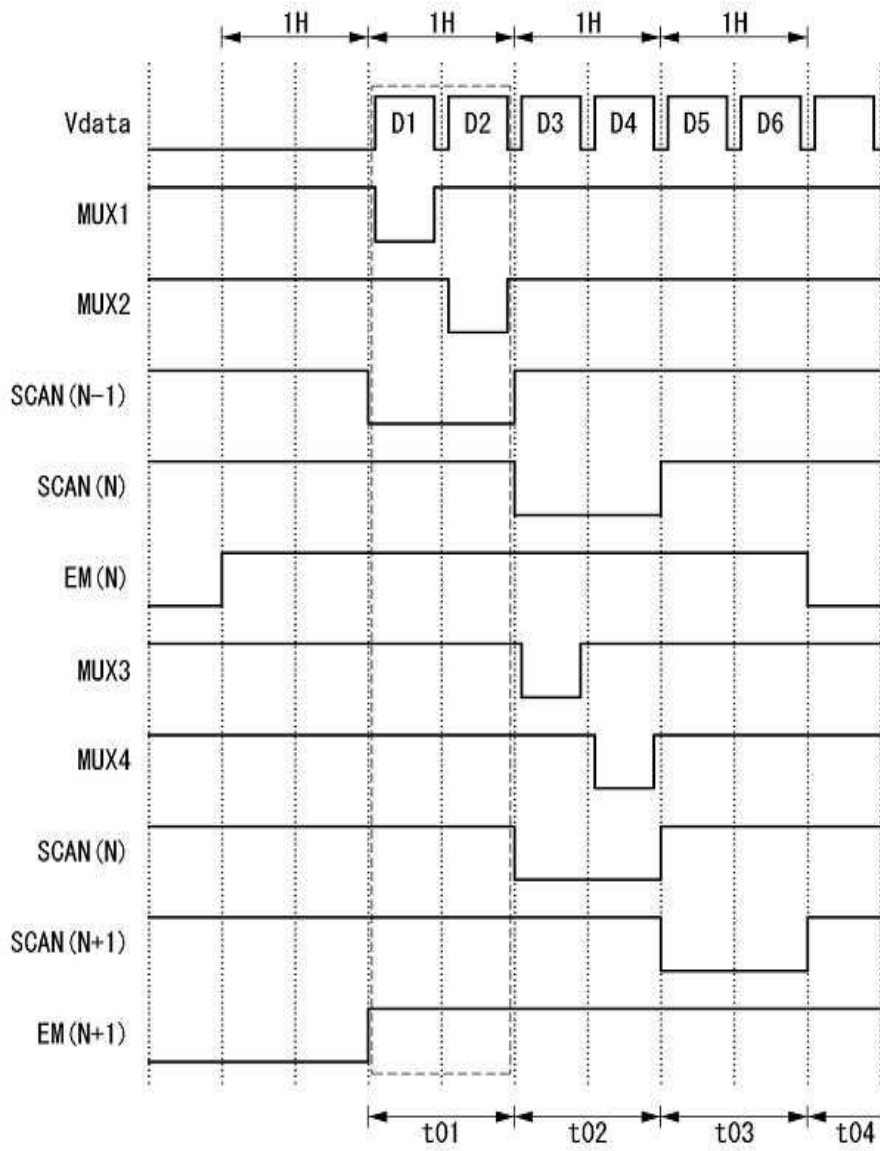 1H 1H 1H 1H
Vdata D1 D2 D3 D4 D5 D6
MUX1
MUX2
SCAN(N-1)
SCAN(N)
EM(N)
MUX3
MUX4
SCAN(N)
SCAN(N+1)
EM(N+1)
t01 t02 t03 t04